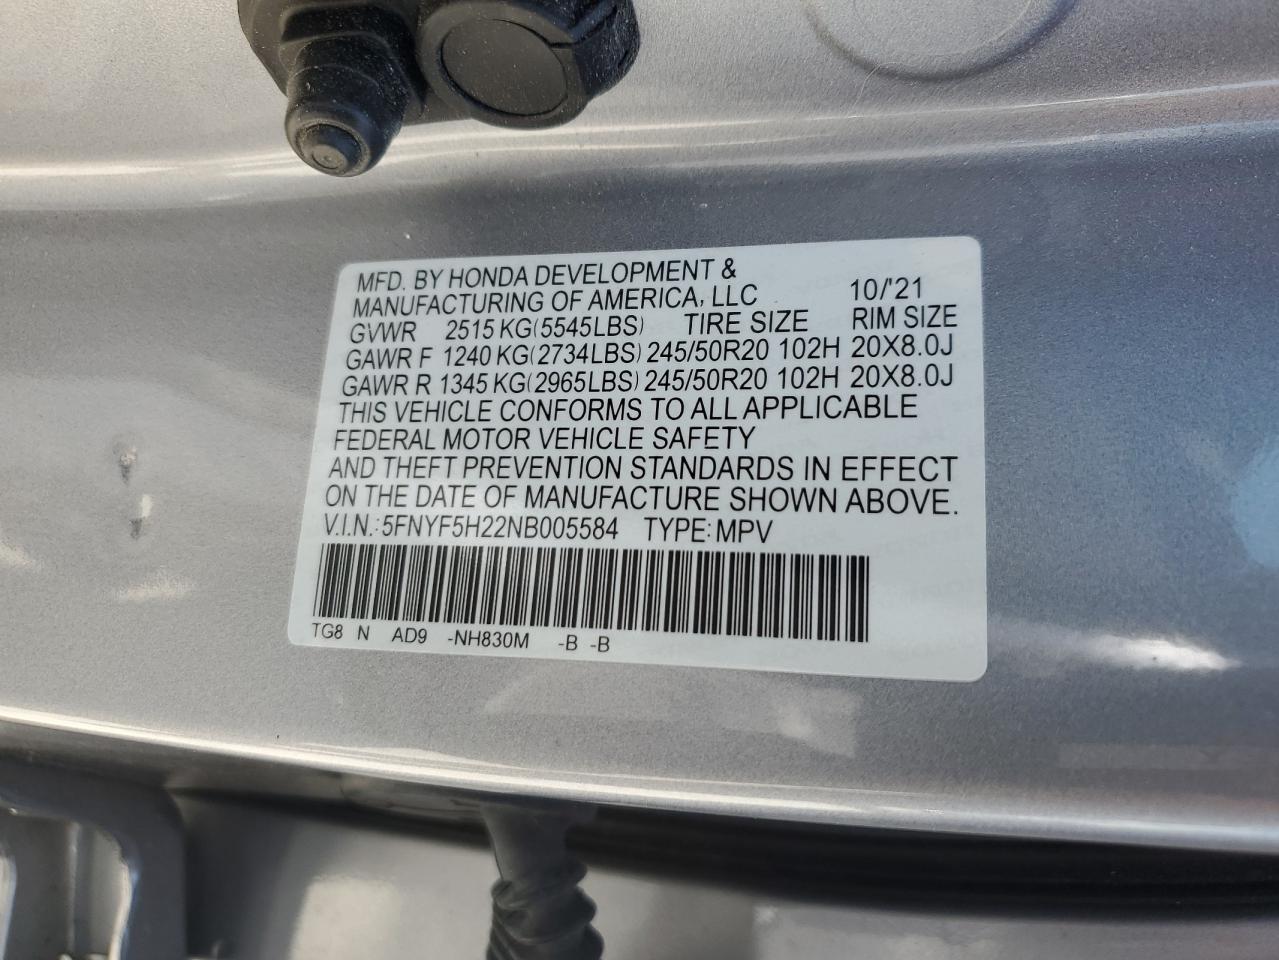 MFD. BY HONDA DEVELOPMENT &
MANUFACTURING OF AMERICA, LLC 10/'21
GVWR 2515 KG(5545LBS) TIRE SIZE RIM SIZE
GAWR F 1240 KG(2734LBS) 245/50R20 102H 20X8.0J
GAWR R 1345 KG(2965LBS) 245/50R20 102H 20X8.0J
THIS VEHICLE CONFORMS TO ALL APPLICABLE
FEDERAL MOTOR VEHICLE SAFETY
AND THEFT PREVENTION STANDARDS IN EFFECT
ON THE DATE OF MANUFACTURE SHOWN ABOVE.
V.I.N.: 5FNYF5H22NB005584 TYPE: MPV
TG8 N AD9 -NH830M -B -B